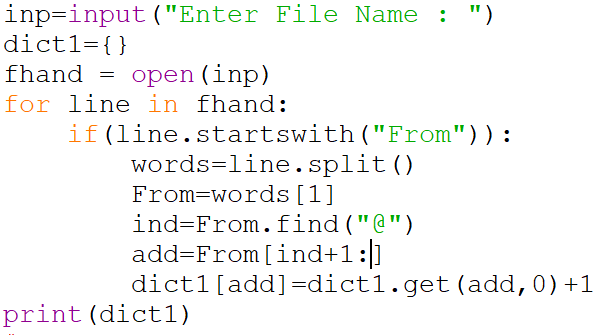 inp=input("Enter File Name : ")
dict1={}
fhand = open(inp)
for line in fhand:
    if(line.startswith("From")):
        words=line.split()
        From=words[1]
        ind=From.find("@")
        add=From[ind+1:]
        dict1[add]=dict1.get(add,0)+1
print(dict1)